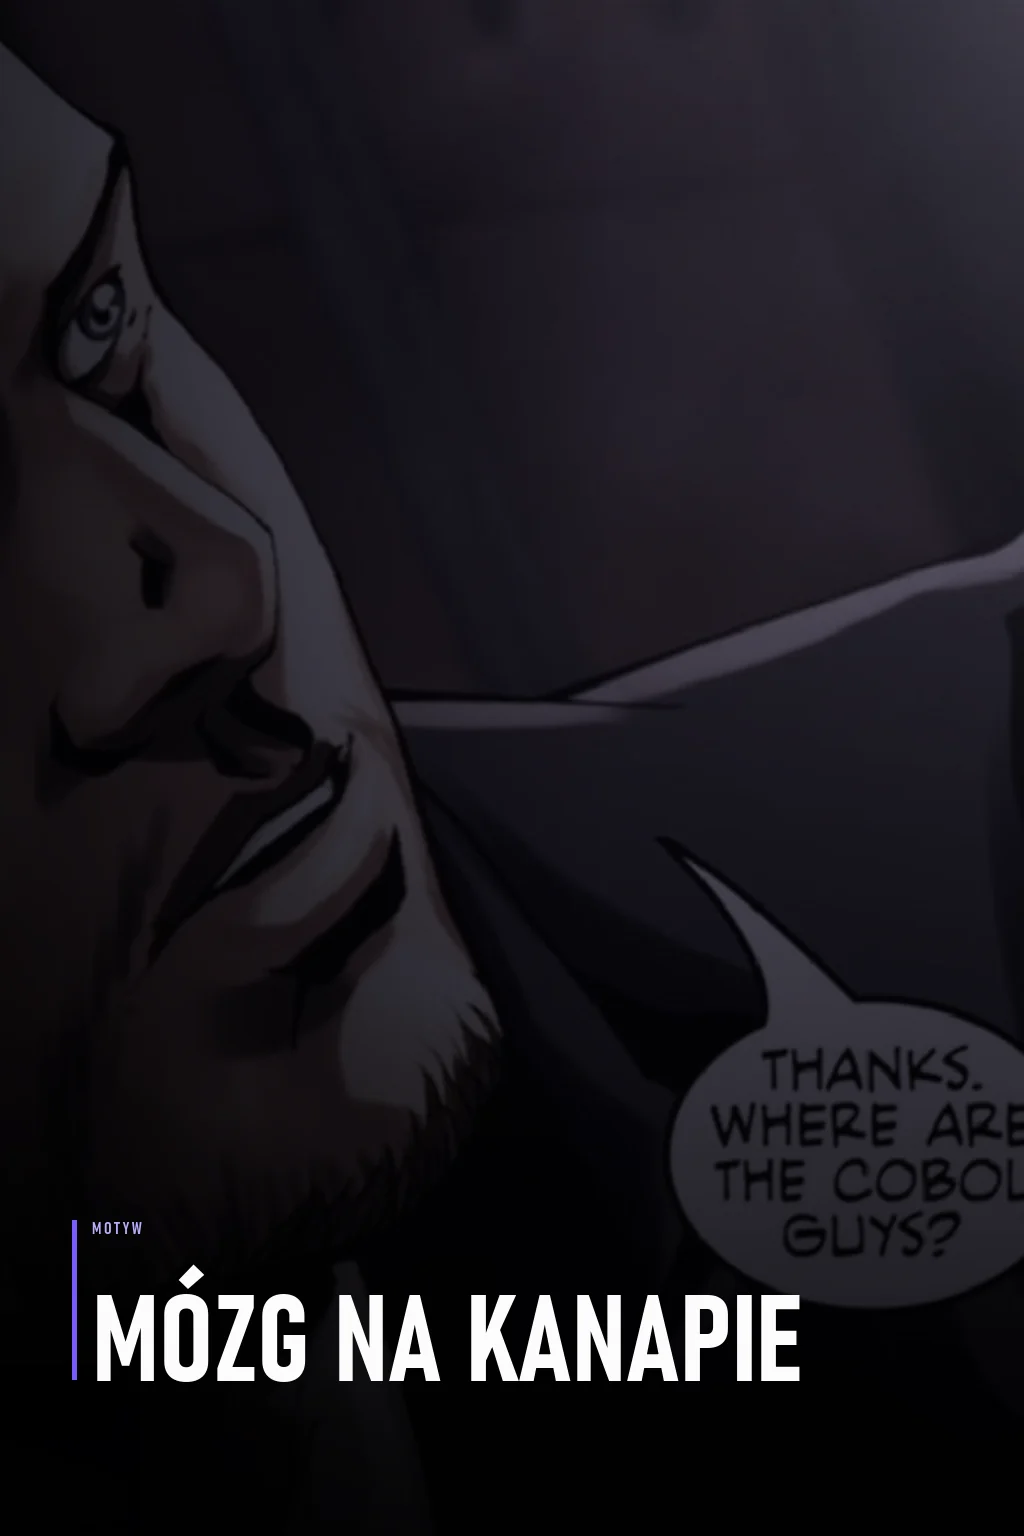 THANKS.
WHERE ARE
THE COBOL
GUYS?
MOTYW
MÓZG NA KANAPIE